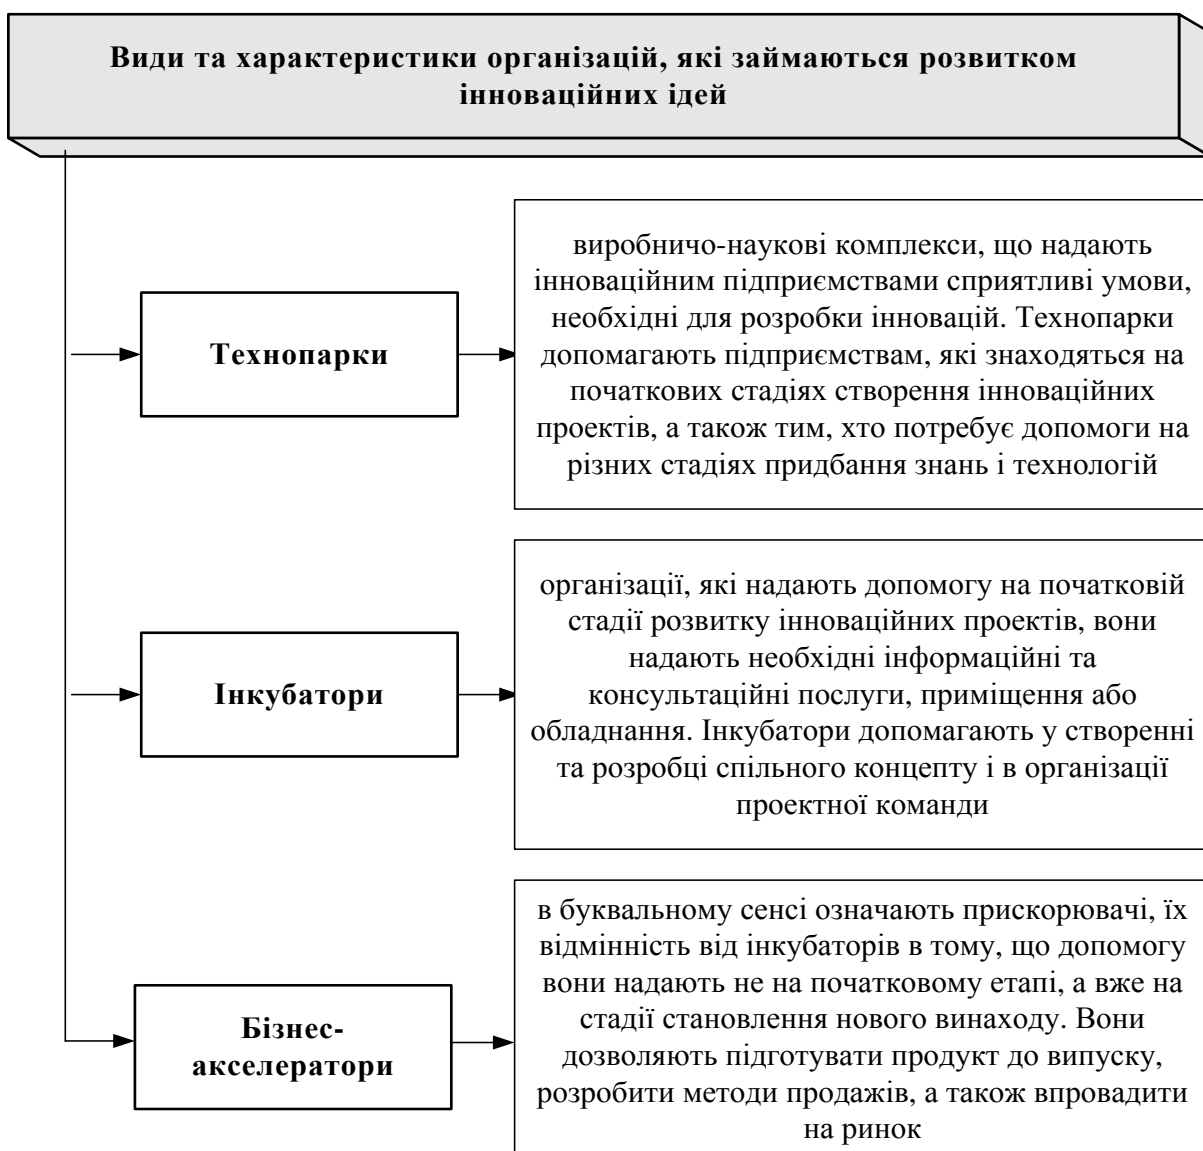 Види та характеристики організацій, які займаються розвитком
інноваційних ідей
Технопарки
виробничо-наукові комплекси, що надають
інноваційним підприємствами сприятливі умови,
необхідні для розробки інновацій. Технопарки
допомагають підприємствам, які знаходяться на
початкових стадіях створення інноваційних
проектів, а також тим, хто потребує допомоги на
різних стадіях придбання знань і технологій
Інкубатори
організації, які надають допомогу на початковій
стадії розвитку інноваційних проектів, вони
надають необхідні інформаційні та
консультаційні послуги, приміщення або
обладнання. Інкубатори допомагають у створенні
та розробці спільного концепту і в організації
проектної команди
Бізнес-
акселератори
в буквальному сенсі означають прискорювачі, їх
відмінність від інкубаторів в тому, що допомогу
вони надають не на початковому етапі, а вже на
стадії становлення нового винаходу. Вони
дозволяють підготувати продукт до випуску,
розробити методи продажів, а також впровадити
на ринок